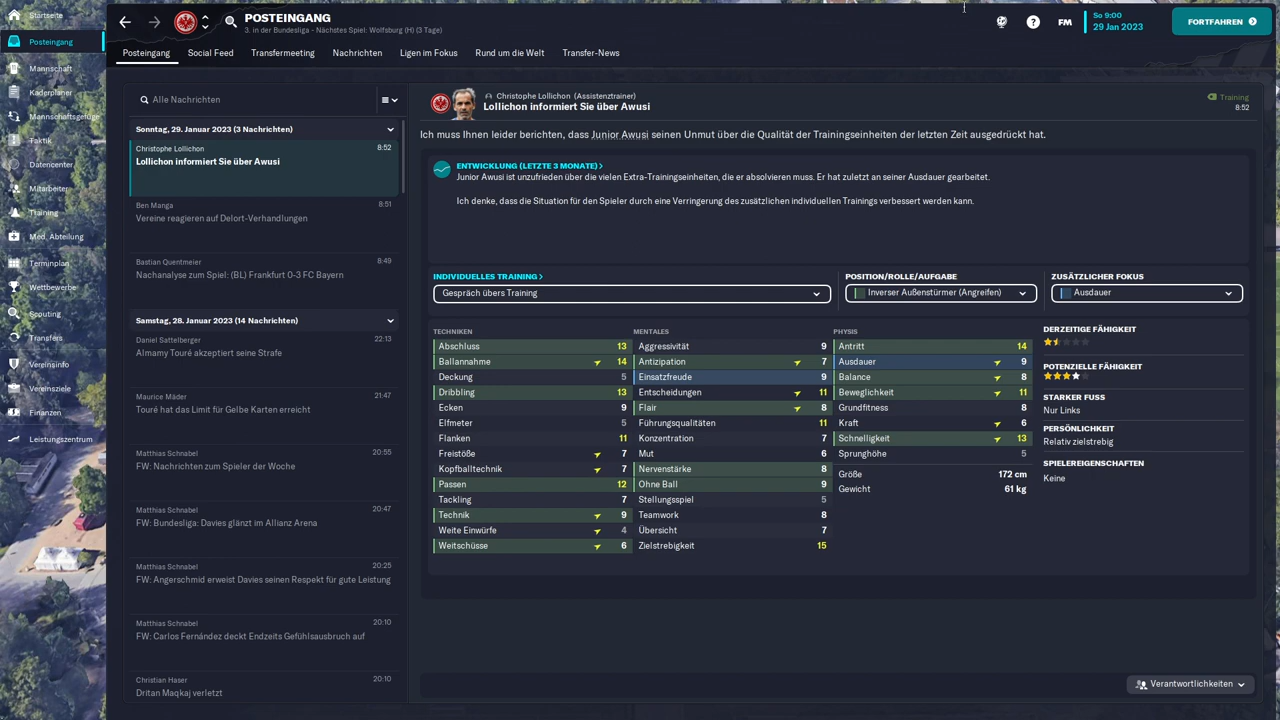 Startseite
Posteingang
Mannschaft
Kaderplaner
Mannschaftsgefüge
Taktik
Datencenter
Mitarbeiter
Training
Med. Abteilung
Terminplan
Wettbewerbe
Scouting
Transfers
Vereinsinfo
Vereinsziele
Finanzen
Leistungszentrum
POSTEINGANG
3. in der Bundesliga - Nächstes Spiel: Wolfsburg (H) (3 Tage)
?
FM
So 9:00
29 Jan 2023
FORTFAHREN
Posteingang Social Feed Transfermeeting Nachrichten Ligen im Fokus Rund um die Welt Transfer-News
Alle Nachrichten
Sonntag, 29. Januar 2023 (3 Nachrichten)
Christophe Lollichon 8:52
Lollichon informiert Sie über Awusi
Ben Manga 8:51
Vereine reagieren auf Delort-Verhandlungen
Bastian Quentmeier 8:49
Nachanalyse zum Spiel: (BL) Frankfurt 0-3 FC Bayern
Samstag, 28. Januar 2023 (14 Nachrichten)
Daniel Sattelberger 22:13
Almamy Touré akzeptiert seine Strafe
Maurice Mäder 21:47
Touré hat das Limit für Gelbe Karten erreicht
Matthias Schnabel 20:55
FW: Nachrichten zum Spieler der Woche
Matthias Schnabel 20:47
FW: Bundesliga: Davies glänzt im Allianz Arena
Matthias Schnabel 20:25
FW: Angerschmid erweist Davies seinen Respekt für gute Leistung
Matthias Schnabel 20:10
FW: Carlos Fernández deckt Endzeits Gefühlsausbruch auf
Christian Haser 20:10
Dritan Maqkaj verletzt
Christophe Lollichon (Assistenztrainer)
Lollichon informiert Sie über Awusi
Training
8:52
Ich muss Ihnen leider berichten, dass Junior Awusi seinen Unmut über die Qualität der Trainingseinheiten der letzten Zeit ausgedrückt hat.
ENTWICKLUNG (LETZTE 3 MONATE)
Junior Awusi ist unzufrieden über die vielen Extra-Trainingseinheiten, die er absolvieren muss. Er hat zuletzt an seiner Ausdauer gearbeitet.
Ich denke, dass die Situation für den Spieler durch eine Verringerung des zusätzlichen individuellen Trainings verbessert werden kann.
INDIVIDUELLES TRAINING
Gespräch übers Training
POSITION/ROLLE/AUFGABE
Inverser Außenstürmer (Angreifen)
ZUSÄTZLICHER FOKUS
Ausdauer
TECHNIKEN
Abschluss 13
Ballannahme 14
Deckung 5
Dribbling 13
Ecken 9
Elfmeter 5
Flanken 11
Freistöße 7
Kopfballtechnik 7
Passen 12
Tackling 7
Technik 9
Weite Einwürfe 4
Weitschüsse 6
MENTALES
Aggressivität 9
Antizipation 7
Einsatzfreude 9
Entscheidungen 11
Flair 8
Führungsqualitäten 11
Konzentration 7
Mut 6
Nervenstärke 8
Ohne Ball 9
Stellungsspiel 5
Teamwork 8
Übersicht 7
Zielstrebigkeit 15
PHYSIS
Antritt 14
Ausdauer 9
Balance 8
Beweglichkeit 11
Grundfitness 8
Kraft 6
Schnelligkeit 13
Sprunghöhe 5
Größe 172 cm
Gewicht 61 kg
DERZEITIGE FÄHIGKEIT
POTENZIELLE FÄHIGKEIT
STARKER FUSS
Nur Links
PERSÖNLICHKEIT
Relativ zielstrebig
SPIELEREIGENSCHAFTEN
Keine
Verantwortlichkeiten